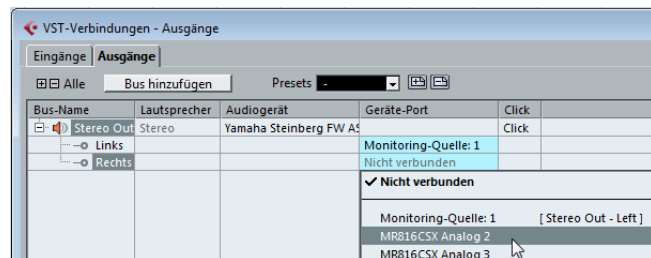 VST-Verbindungen - Ausgänge
Eingänge Ausgänge
Alle Bus hinzufügen Presets -
Bus-Name Lautsprecher Audiogerät Geräte-Port Click
Stereo Out Stereo Yamaha Steinberg FW AS Click
Links Monitoring-Quelle: 1
Rechts Nicht verbunden
✓ Nicht verbunden
Monitoring-Quelle: 1 [ Stereo Out - Left ]
MR816CSX Analog 2
MR816CSX Analog 3